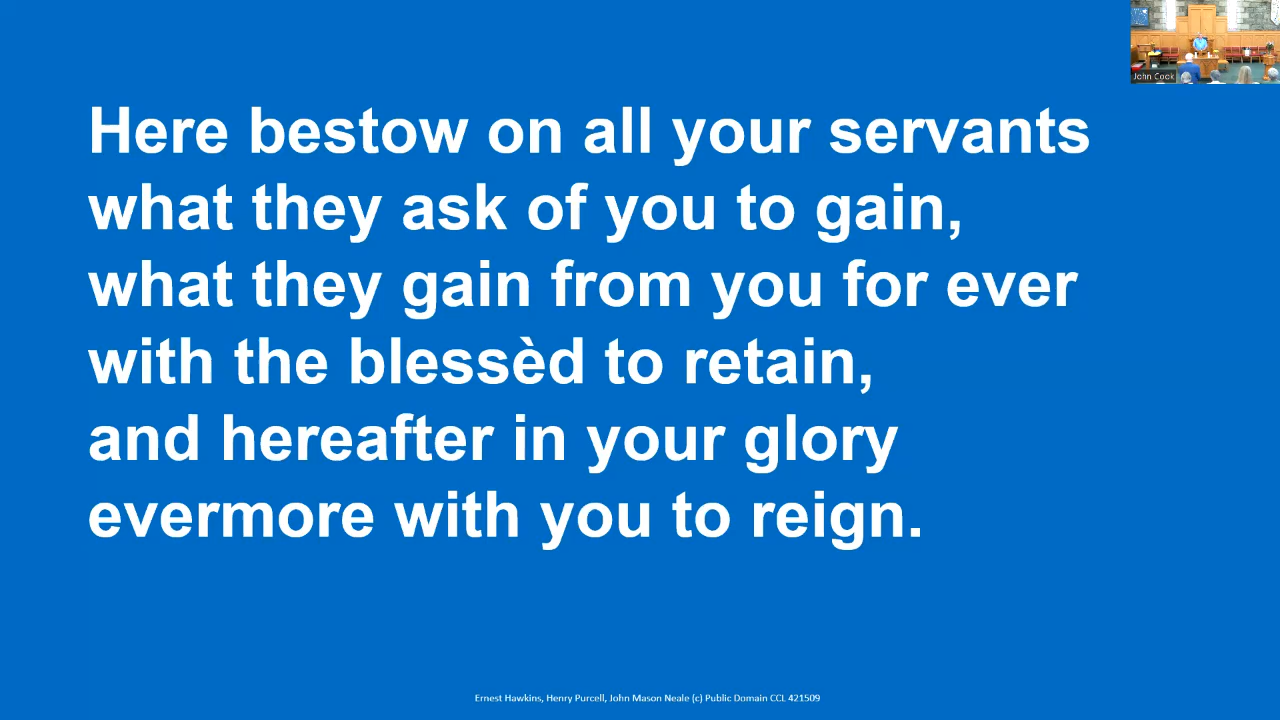 John Cook
Here bestow on all your servants
what they ask of you to gain,
what they gain from you for ever
with the blessèd to retain,
and hereafter in your glory
evermore with you to reign.
Ernest Hawkins, Henry Purcell, John Mason Neale (c) Public Domain CCL 421509